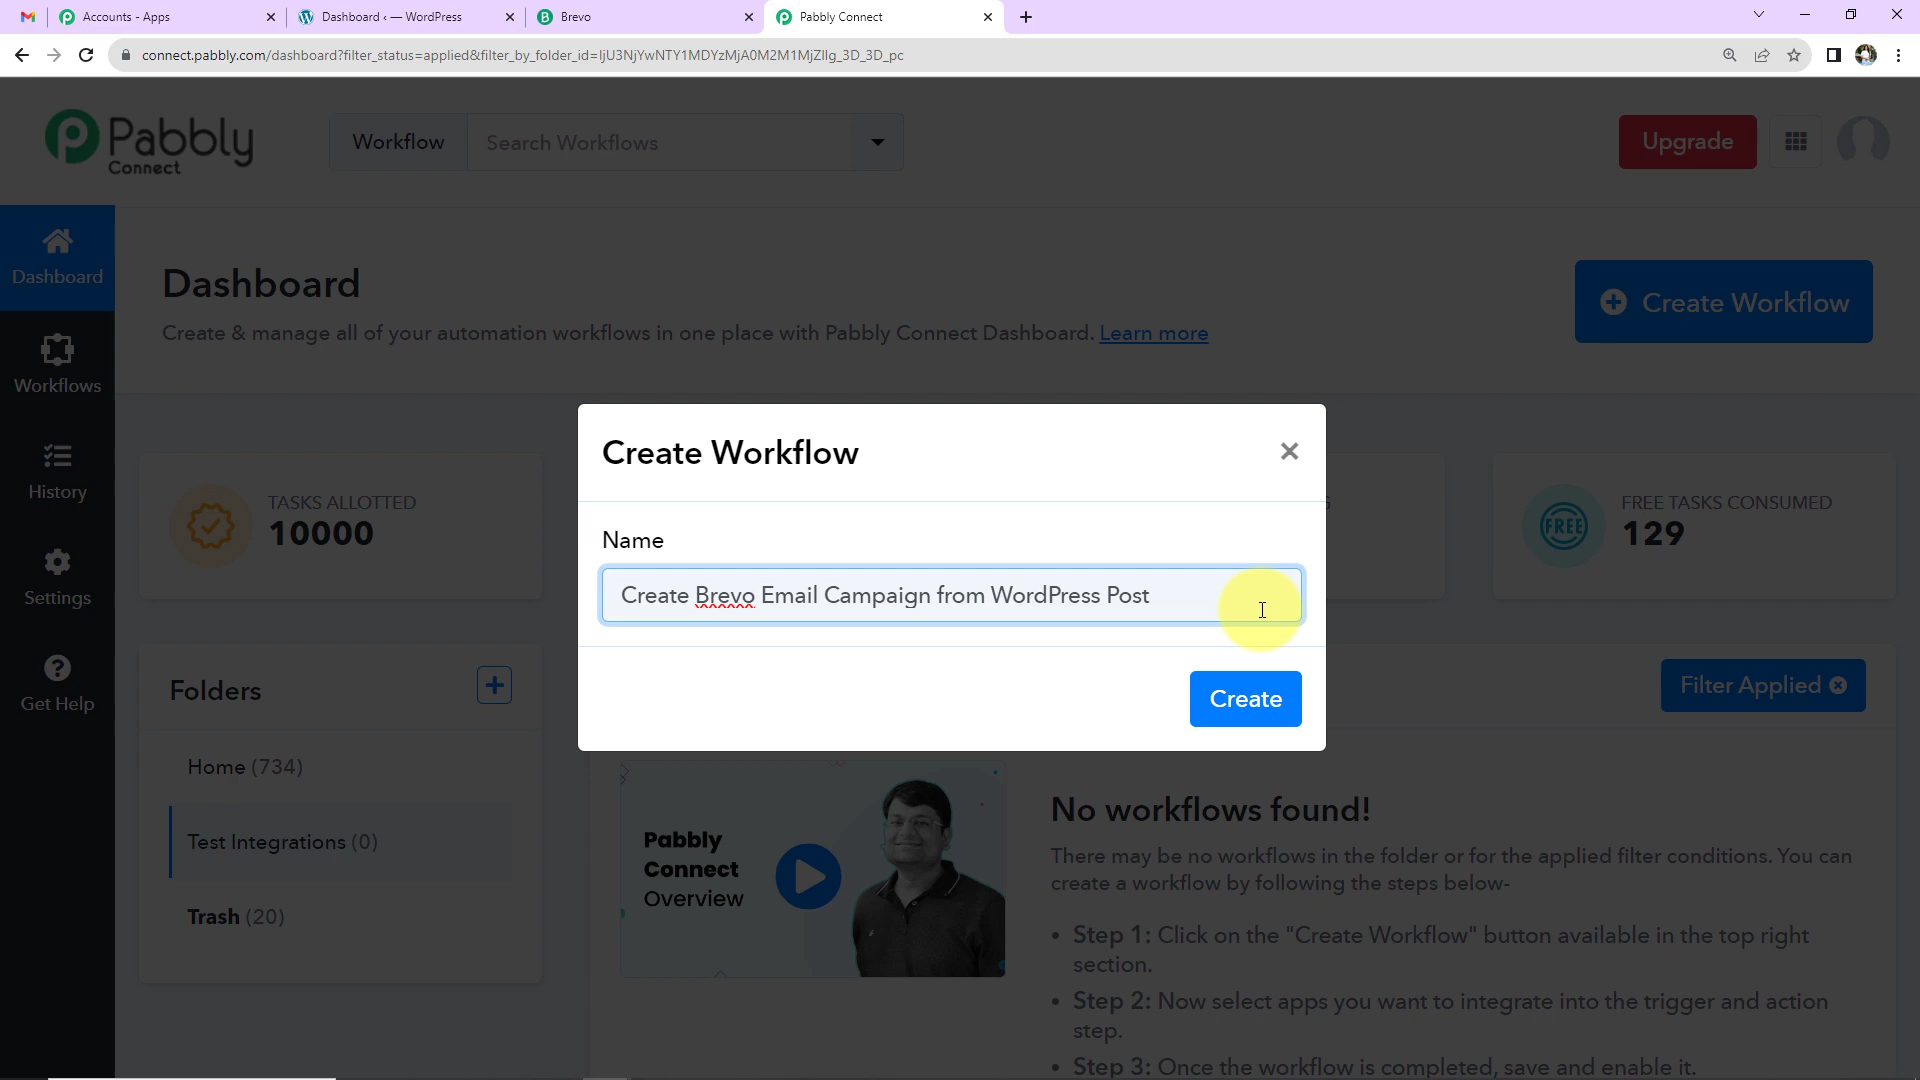 Accounts - Apps
Dashboard ‹ — WordPress
Brevo
Pabbly Connect
connect.pabbly.com/dashboard?filter_status=applied&filter_by_folder_id=IjU3NjYwNTY1MDYzMjA0M2M1MjZlIg_3D_3D_pc
Pabbly
Connect
Workflow
Search Workflows
Upgrade
Dashboard
Workflows
History
Settings
Get Help
Dashboard
Create & manage all of your automation workflows in one place with Pabbly Connect Dashboard. Learn more
Create Workflow
TASKS ALLOTTED
10000
FREE TASKS CONSUMED
FREE
129
Create Workflow
Name
Create Brevo Email Campaign from WordPress Post
Create
Folders
Home (734)
Test Integrations (0)
Trash (20)
Filter Applied
Pabbly
Connect
Overview
No workflows found!
There may be no workflows in the folder or for the applied filter conditions. You can
create a workflow by following the steps below-
• Step 1: Click on the "Create Workflow" button available in the top right
section.
• Step 2: Now select apps you want to integrate into the trigger and action
step.
• Step 3: Once the workflow is completed, save and enable it.